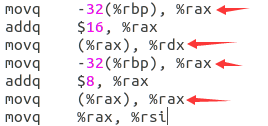 movq -32(%rbp), %rax
addq $16, %rax
movq (%rax), %rdx
movq -32(%rbp), %rax
addq $8, %rax
movq (%rax), %rax
movq %rax, %rsi